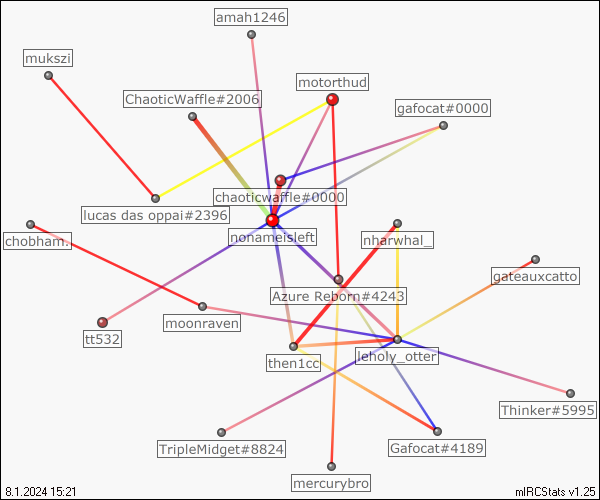 amah1246
mukszi
motorthud
ChaoticWaffle#2006
gafocat#0000
chaoticwaffle#0000
lucas das oppai#2396
nonameisleft
nharwhal_
chobham.
gateauxcatto
Azure Reborn#4243
moonraven
tt532
leholy_otter
then1cc
Thinker#5995
TripleMidget#8824
Gafocat#4189
mercurybro
8.1.2024 15:21
mIRCStats v1.25